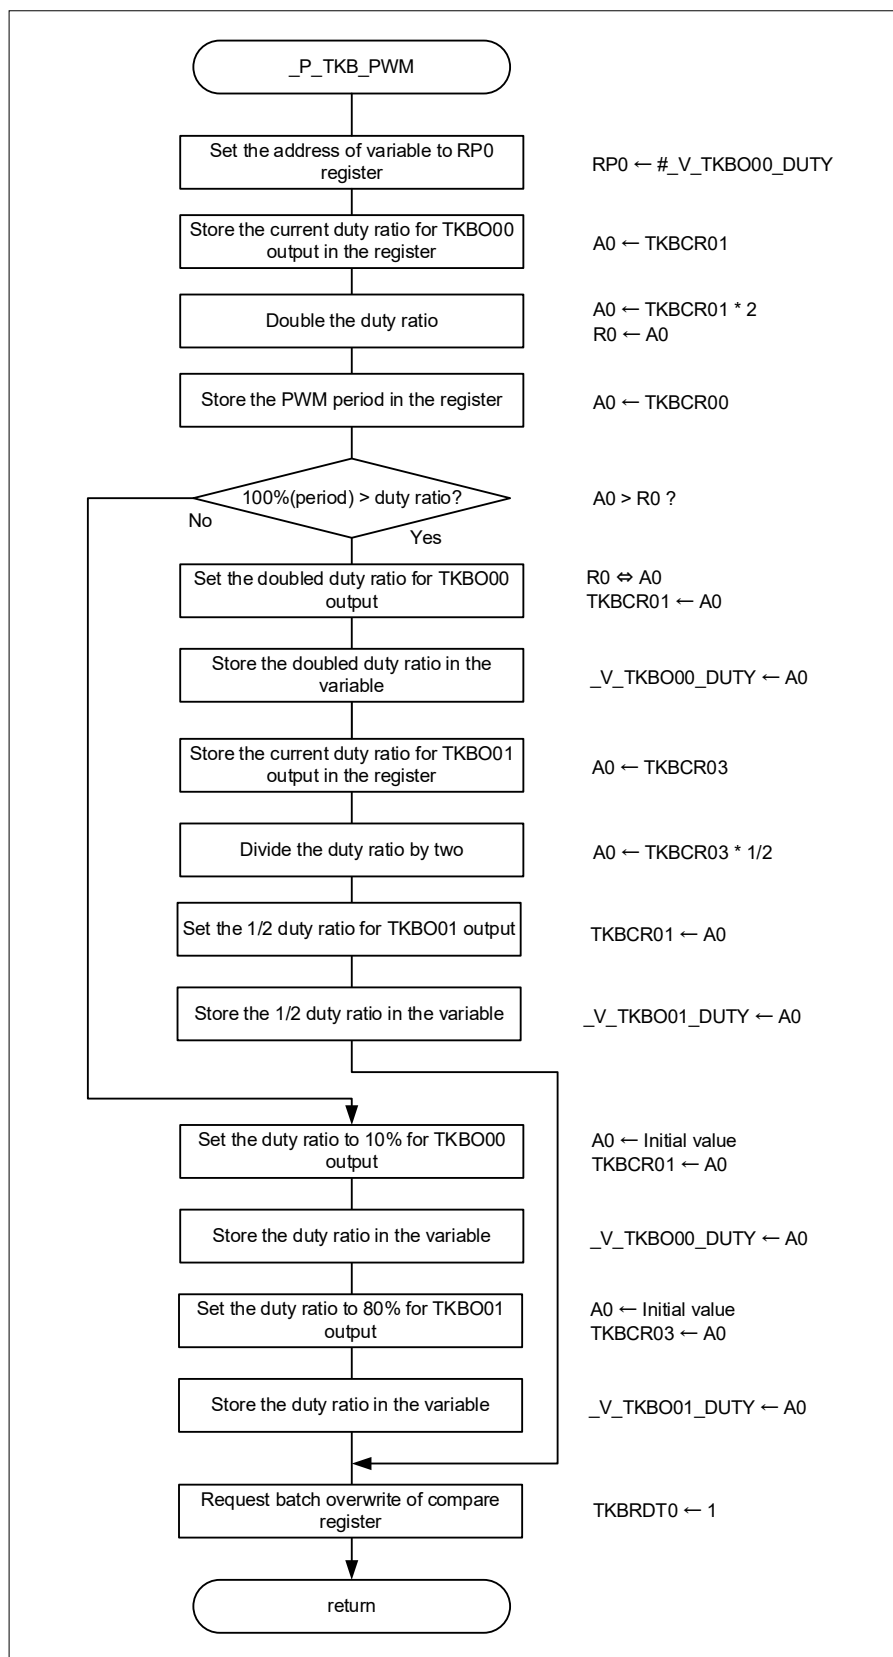 _P_TKB_PWM
Set the address of variable to RP0
register
RP0 ← #_V_TKBO00_DUTY
Store the current duty ratio for TKBO00
output in the register
A0 ← TKBCR01
Double the duty ratio
A0 ← TKBCR01 * 2
R0 ← A0
Store the PWM period in the register
A0 ← TKBCR00
100%(period) > duty ratio?
A0 > R0 ?
No
Yes
Set the doubled duty ratio for TKBO00
output
R0 ⇔ A0
TKBCR01 ← A0
Store the doubled duty ratio in the
variable
_V_TKBO00_DUTY ← A0
Store the current duty ratio for TKBO01
output in the register
A0 ← TKBCR03
Divide the duty ratio by two
A0 ← TKBCR03 * 1/2
Set the 1/2 duty ratio for TKBO01 output
TKBCR01 ← A0
Store the 1/2 duty ratio in the variable
_V_TKBO01_DUTY ← A0
Set the duty ratio to 10% for TKBO00
output
A0 ← Initial value
TKBCR01 ← A0
Store the duty ratio in the variable
_V_TKBO00_DUTY ← A0
Set the duty ratio to 80% for TKBO01
output
A0 ← Initial value
TKBCR03 ← A0
Store the duty ratio in the variable
_V_TKBO01_DUTY ← A0
Request batch overwrite of compare
register
TKBRDT0 ← 1
return